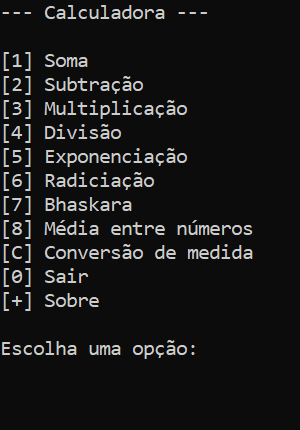 --- Calculadora ---
[1] Soma
[2] Subtração
[3] Multiplicação
[4] Divisão
[5] Exponenciação
[6] Radiciação
[7] Bhaskara
[8] Média entre números
[C] Conversão de medida
[0] Sair
[+] Sobre
Escolha uma opção: